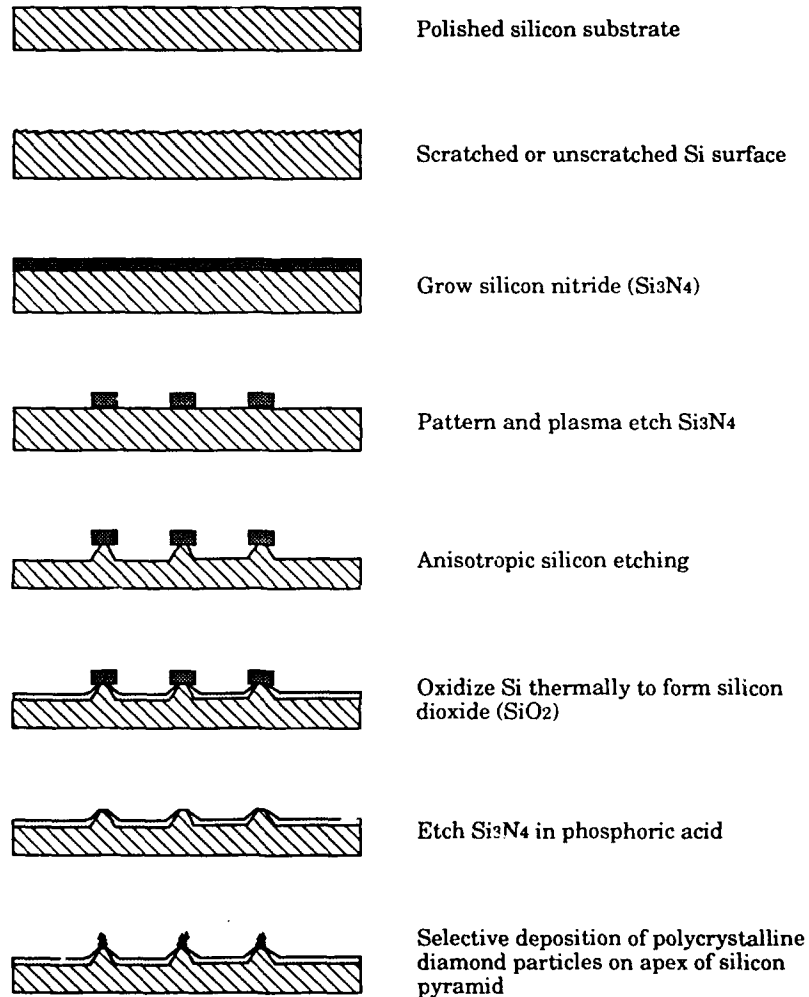 Polished silicon substrate
Scratched or unscratched Si surface
Grow silicon nitride (Si3N4)
Pattern and plasma etch Si3N4
Anisotropic silicon etching
Oxidize Si thermally to form silicon
dioxide (SiO2)
Etch Si3N4 in phosphoric acid
Selective deposition of polycrystalline
diamond particles on apex of silicon
pyramid